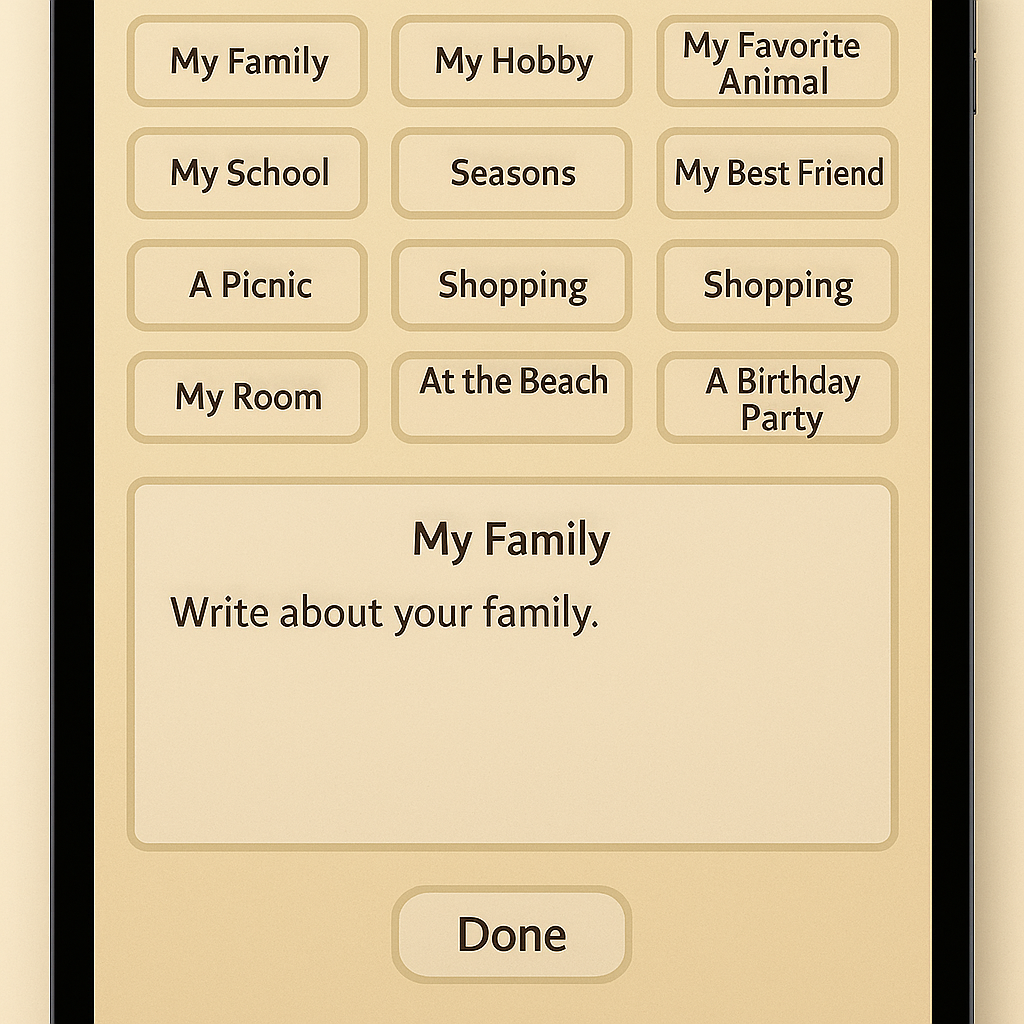 My Family
My Hobby
My Favorite
Animal
My School
Seasons
My Best Friend
A Picnic
Shopping
Shopping
My Room
At the Beach
A Birthday
Party
My Family
Write about your family.
Done